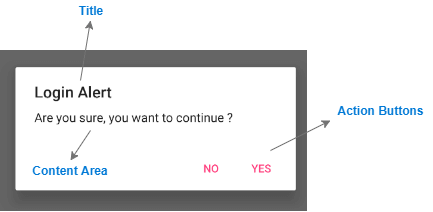 Title
Login Alert
Are you sure, you want to continue ?
Action Buttons
Content Area
NO YES